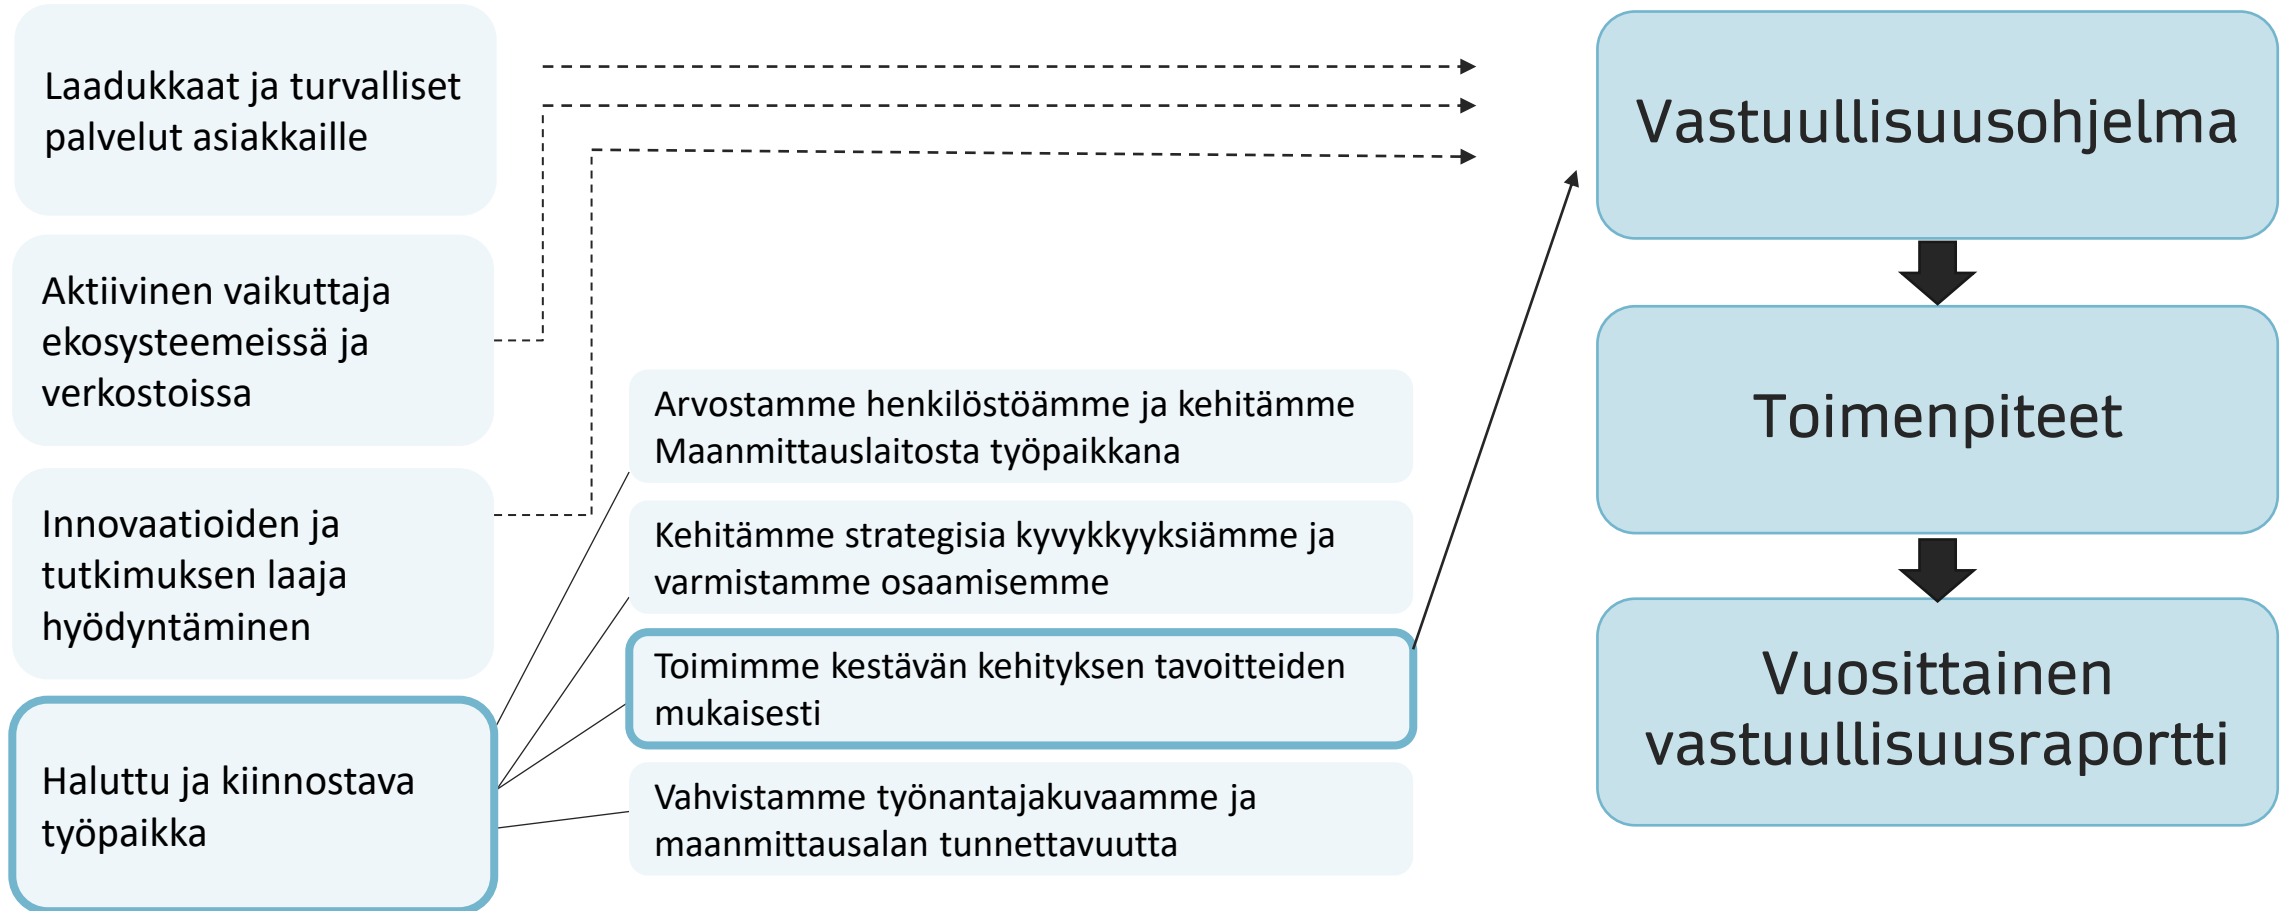 Laadukkaat ja turvalliset
palvelut asiakkaille
Aktiivinen vaikuttaja
ekosysteemeissä ja
verkostoissa
Innovaatioiden ja
tutkimuksen laaja
hyödyntäminen
Haluttu ja kiinnostava
työpaikka
Arvostamme henkilöstöämme ja kehitämme
Maanmittauslaitosta työpaikkana
Kehitämme strategisia kyvykkyyksiämme ja
varmistamme osaamisemme
Toimimme kestävän kehityksen tavoitteiden
mukaisesti
Vahvistamme työnantajakuvaamme ja
maanmittausalan tunnettavuutta
Vastuullisuusohjelma
Toimenpiteet
Vuosittainen
vastuullisuusraportti